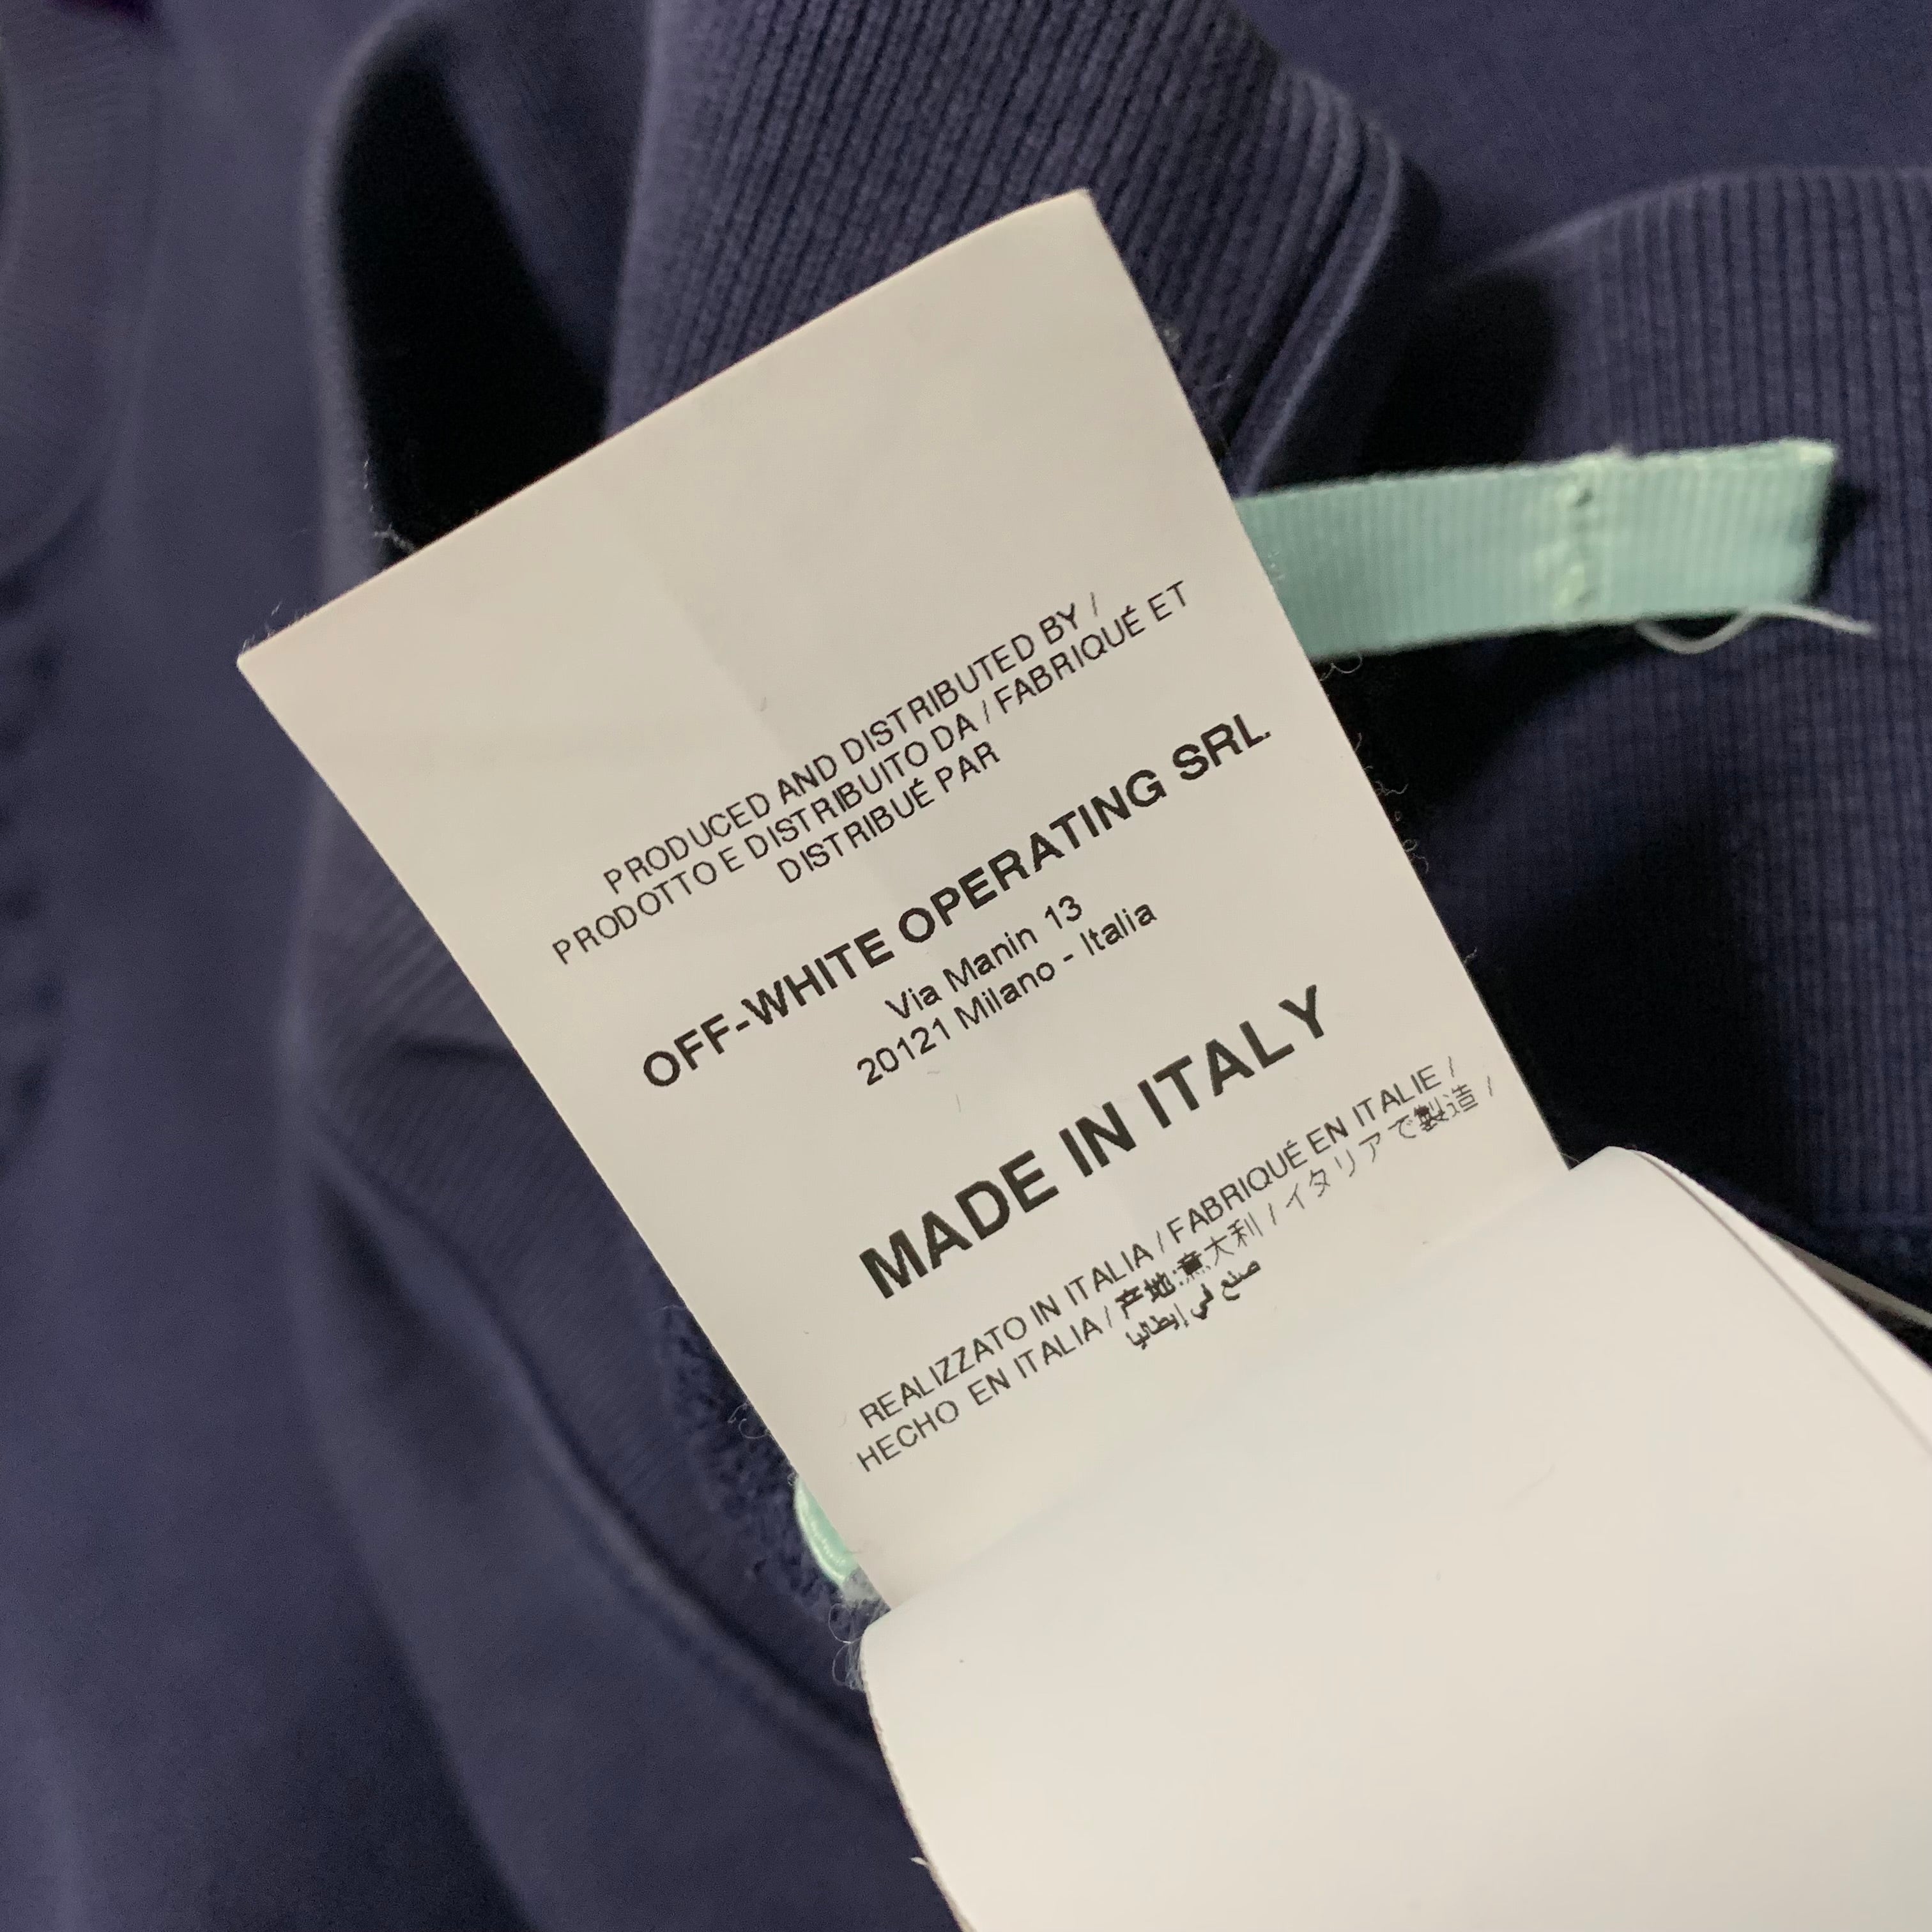 PRODUCED AND DISTRIBUTED BY /
PRODOTTO E DISTRIBUITO DA / FABRIQUÉ ET
DISTRIBUÉ PAR
OFF-WHITE OPERATING SRL.
Via Manin 13
20121 Milano - Italia
MADE IN ITALY
REALIZZATO IN ITALIA / FABRIQUÉ EN ITALIE /
HECHO EN ITALIA / 产地:意大利 / イタリアで製造 /
صنع في إيطاليا